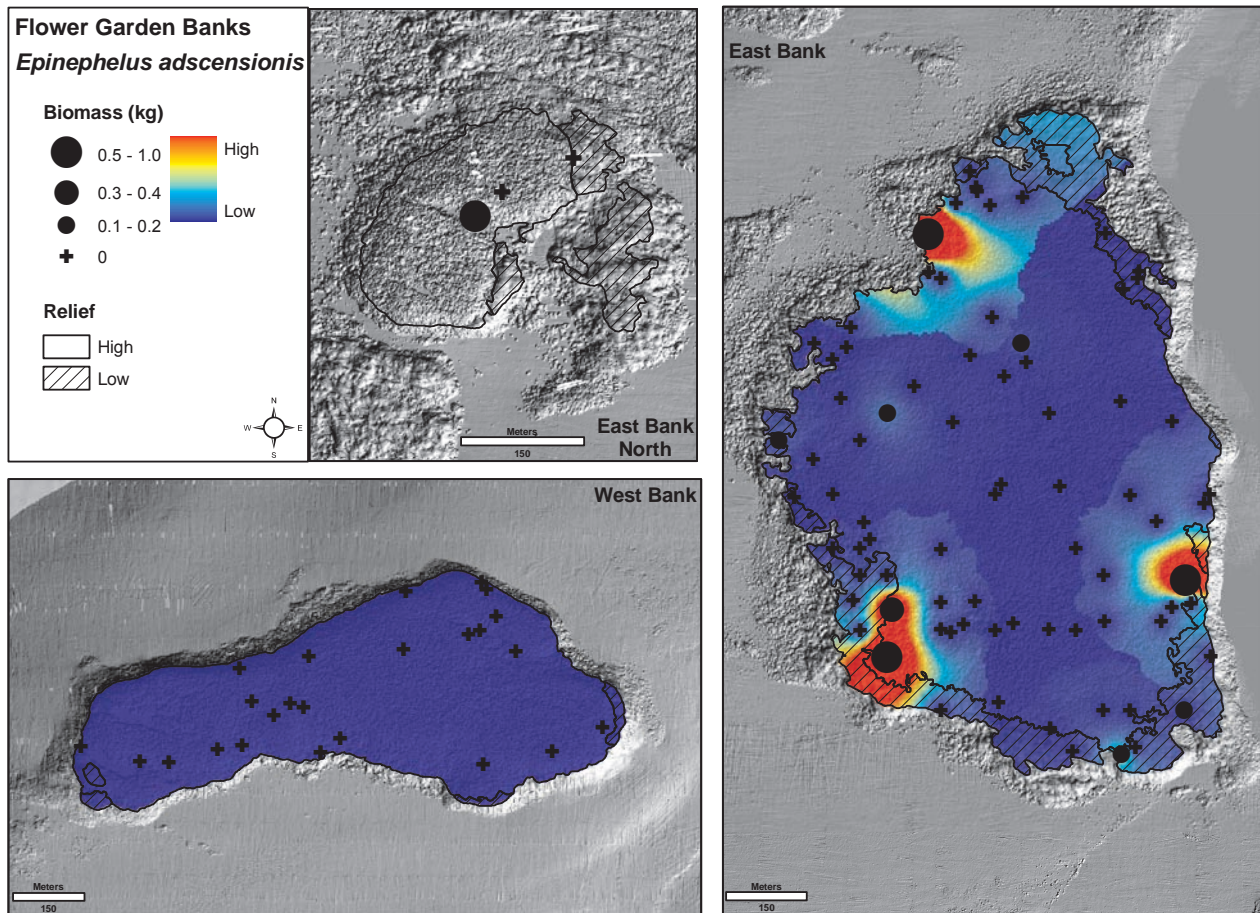 Flower Garden Banks
Epinephelus adscensionis
Biomass (kg)
0.5 - 1.0
0.3 - 0.4
0.1 - 0.2
0
High
Low
Relief
High
Low
N
W E
S
Meters
150
East Bank
North
East Bank
Meters
150
West Bank
Meters
150